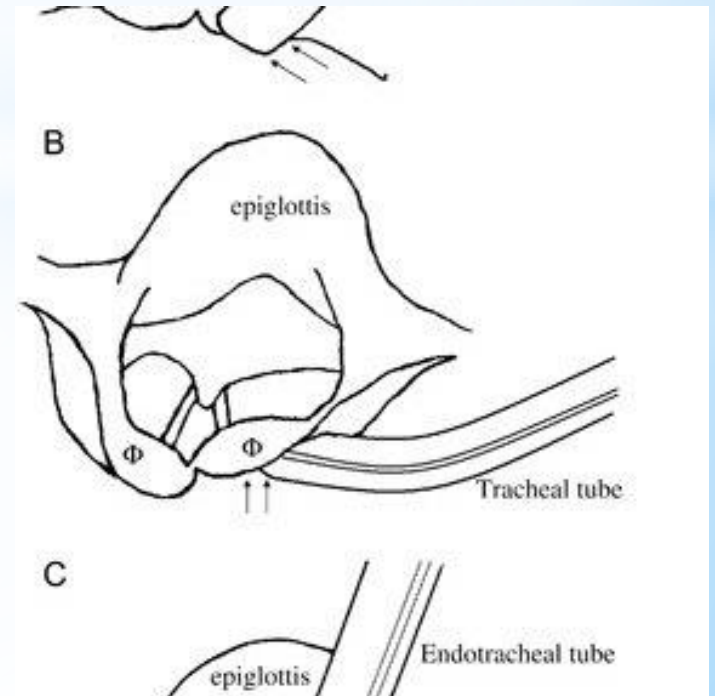 B
epiglottis
Φ
Φ
Tracheal tube
C
Endotracheal tube
epiglottis